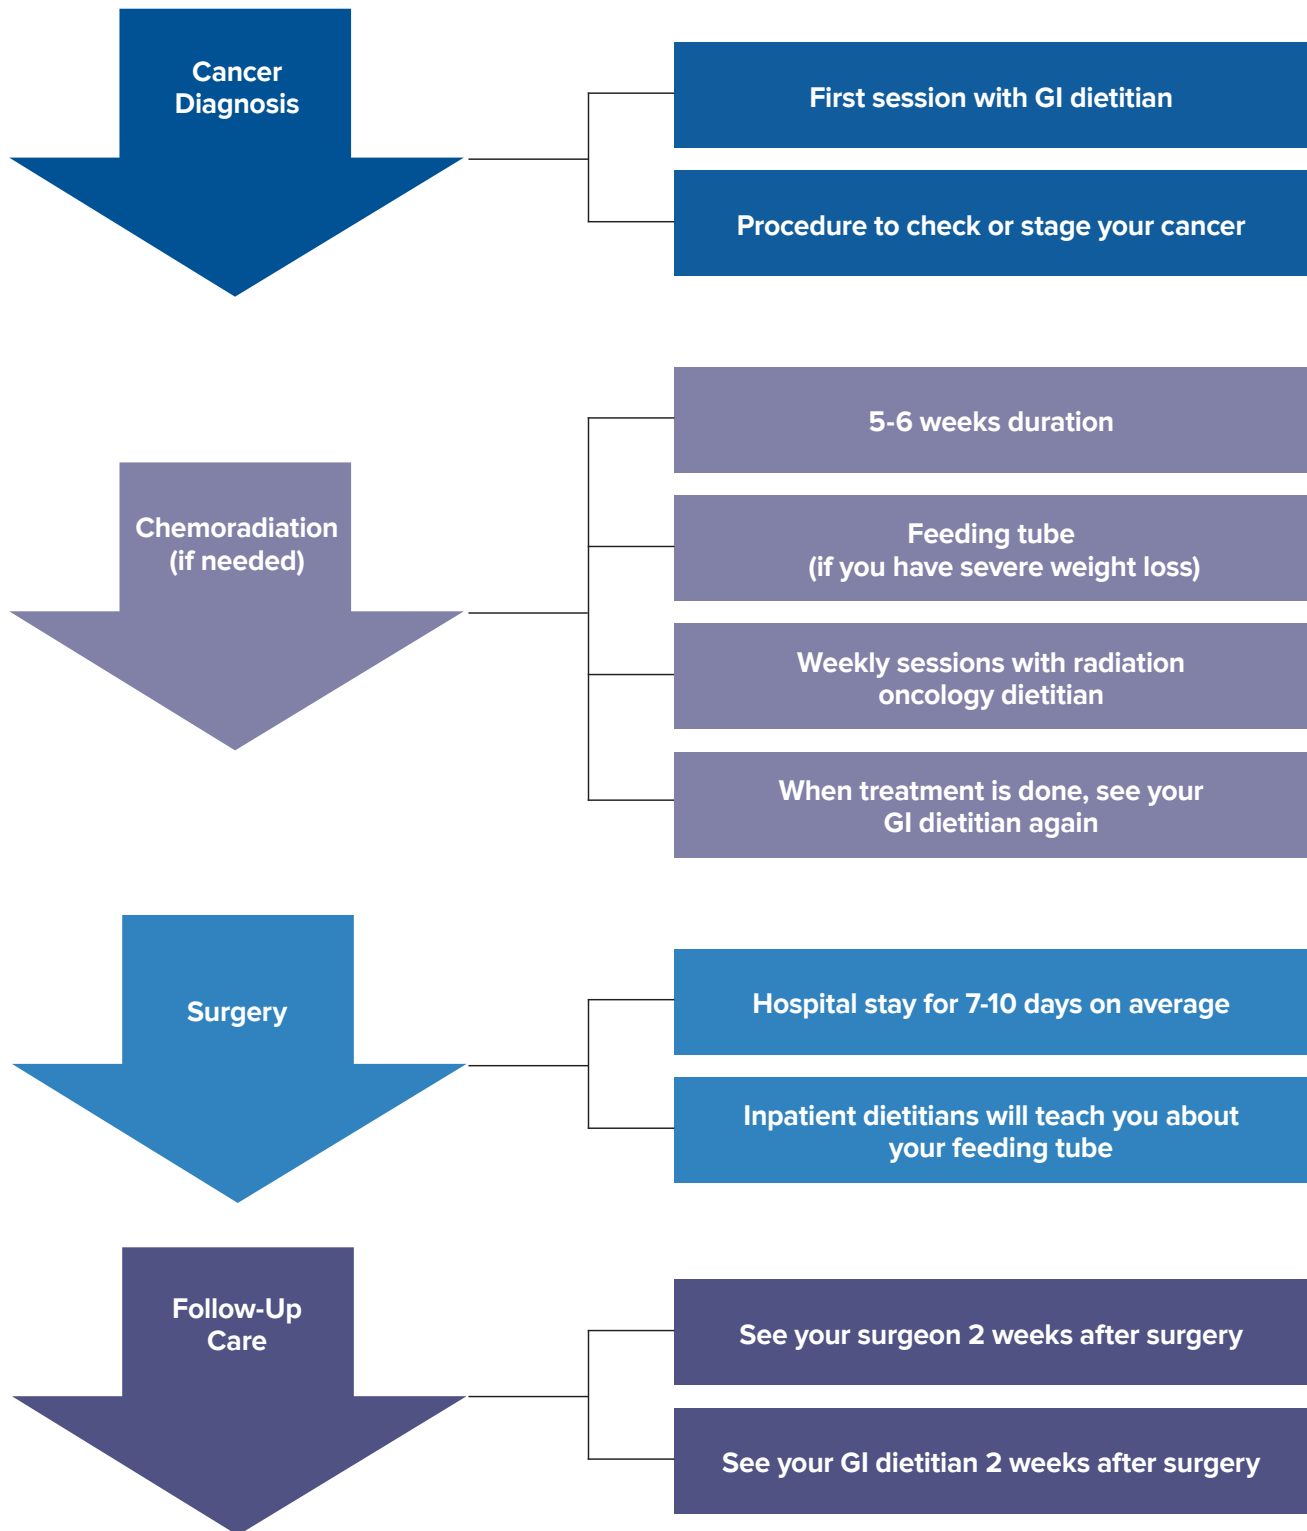 Cancer
Diagnosis
First session with GI dietitian
Procedure to check or stage your cancer
Chemoradiation
(if needed)
5-6 weeks duration
Feeding tube
(if you have severe weight loss)
Weekly sessions with radiation
oncology dietitian
When treatment is done, see your
GI dietitian again
Surgery
Hospital stay for 7-10 days on average
Inpatient dietitians will teach you about
your feeding tube
Follow-Up
Care
See your surgeon 2 weeks after surgery
See your GI dietitian 2 weeks after surgery